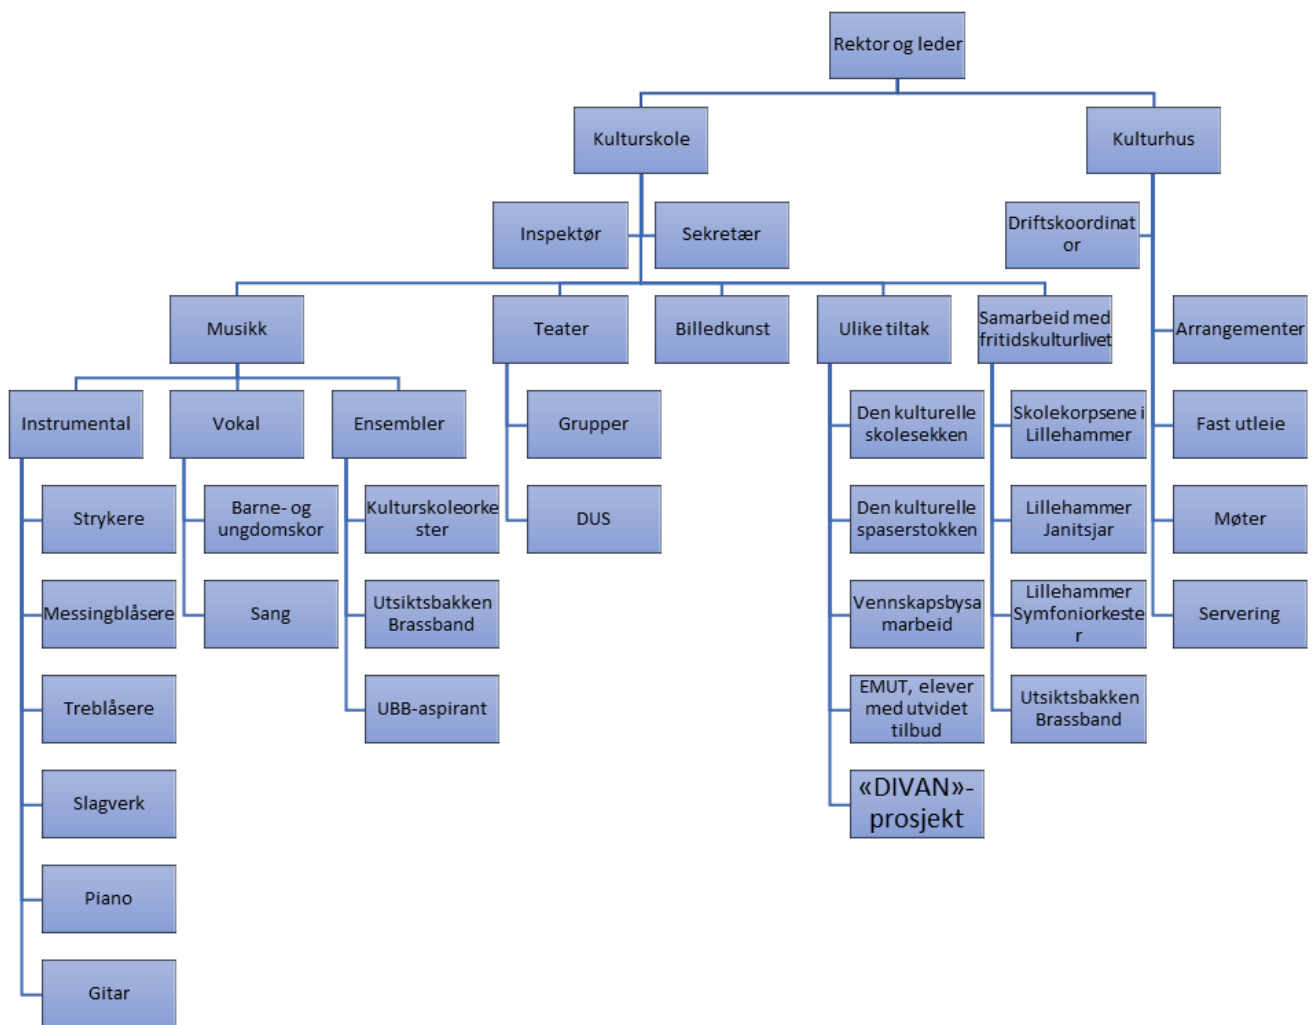 Rektor og leder
Kulturskole
Kulturhus
Inspektør
Sekretær
Driftskoordinat
or
Musikk
Teater
Billedkunst
Ulike tiltak
Samarbeid med
fritidskulturlivet
Arrangementer
Instrumental
Vokal
Ensembler
Grupper
Den kulturelle
skolesekken
Skolekorpsene i
Lillehammer
Fast utleie
Strykere
Barne- og
ungdomskor
Kulturskoleorke
ster
DUS
Den kulturelle
spaserstokken
Lillehammer
Janitsjar
Møter
Messingblåsere
Sang
Utsiktsbakken
Brassband
Vennskapsbysa
marbeid
Lillehammer
Symfoniorkeste
r
Servering
Treblåsere
UBB-aspirant
EMUT, elever
med utvidet
tilbud
Utsiktsbakken
Brassband
Slagverk
«DIVAN»-
prosjekt
Piano
Gitar